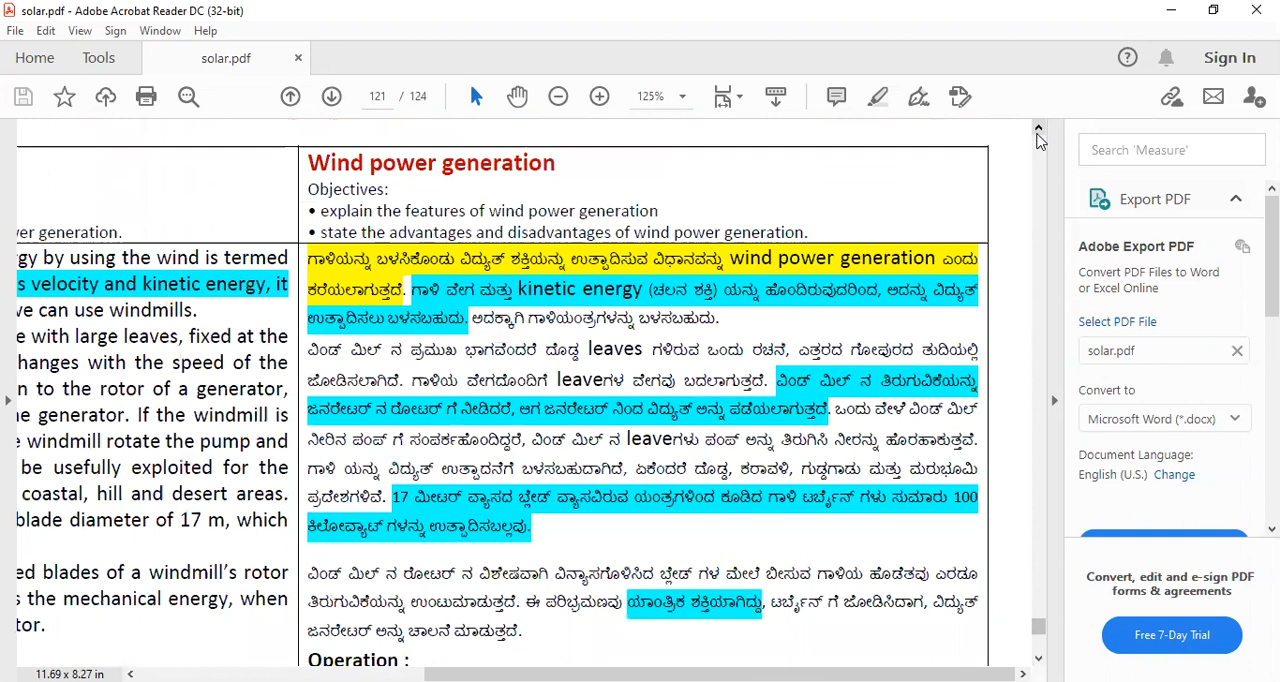 solar.pdf - Adobe Acrobat Reader DC (32-bit)
File Edit View Sign Window Help
Home Tools solar.pdf × Sign In
121 / 124 125%
Wind power generation
Objectives:
• explain the features of wind power generation
ver generation. • state the advantages and disadvantages of wind power generation.
rgy by using the wind is termed
s velocity and kinetic energy, it
ve can use windmills.
e with large leaves, fixed at the
hanges with the speed of the
n to the rotor of a generator,
ne generator. If the windmill is
e windmill rotate the pump and
be usefully exploited for the
coastal, hill and desert areas.
blade diameter of 17 m, which
ed blades of a windmill's rotor
s the mechanical energy, when
tor.
ಗಾಳಿಯನ್ನು ಬಳಸಿಕೊಂಡು ವಿದ್ಯುತ್ ಶಕ್ತಿಯನ್ನು ಉತ್ಪಾದಿಸುವ ವಿಧಾನವನ್ನು wind power generation ಎಂದು
ಕರೆಯಲಾಗುತ್ತದೆ. ಗಾಳಿ ವೇಗ ಮತ್ತು kinetic energy (ಚಲನ ಶಕ್ತಿ) ಯನ್ನು ಹೊಂದಿರುವುದರಿಂದ, ಅದನ್ನು ವಿದ್ಯುತ್
ಉತ್ಪಾದಿಸಲು ಬಳಸಬಹುದು. ಅದಕ್ಕಾಗಿ ಗಾಳಿಯಂತ್ರಗಳನ್ನು ಬಳಸಬಹುದು.
ವಿಂಡ್ ಮಿಲ್ ನ ಪ್ರಮುಖ ಭಾಗವೆಂದರೆ ದೊಡ್ಡ leaves ಗಳಿರುವ ಒಂದು ರಚನೆ, ಎತ್ತರದ ಗೋಪುರದ ತುದಿಯಲ್ಲಿ
ಜೋಡಿಸಲಾಗಿದೆ. ಗಾಳಿಯ ವೇಗದೊಂದಿಗೆ leaveಗಳ ವೇಗವು ಬದಲಾಗುತ್ತದೆ. ವಿಂಡ್ ಮಿಲ್ ನ ತಿರುಗುವಿಕೆಯನ್ನು
ಜನರೇಟರ್ ನ ರೋಟರ್ ಗೆ ನೀಡಿದರೆ, ಆಗ ಜನರೇಟರ್ ನಿಂದ ವಿದ್ಯುತ್ ಅನ್ನು ಪಡೆಯಲಾಗುತ್ತದೆ. ಒಂದು ವೇಳೆ ವಿಂಡ್ ಮಿಲ್
ನೀರಿನ ಪಂಪ್ ಗೆ ಸಂಪರ್ಕಹೊಂದಿದ್ದರೆ, ವಿಂಡ್ ಮಿಲ್ ನ leaveಗಳು ಪಂಪ್ ಅನ್ನು ತಿರುಗಿಸಿ ನೀರನ್ನು ಹೊರಹಾಕುತ್ತವೆ.
ಗಾಳಿ ಯನ್ನು ವಿದ್ಯುತ್ ಉತ್ಪಾದನೆಗೆ ಬಳಸಬಹುದಾಗಿದೆ, ಏಕೆಂದರೆ ದೊಡ್ಡ, ಕರಾವಳಿ, ಗುಡ್ಡಗಾಡು ಮತ್ತು ಮರುಭೂಮಿ
ಪ್ರದೇಶಗಳಿವೆ. 17 ಮೀಟರ್ ವ್ಯಾಸದ ಬ್ಲೇಡ್ ವ್ಯಾಸವಿರುವ ಯಂತ್ರಗಳಿಂದ ಕೂಡಿದ ಗಾಳಿ ಟರ್ಬೈನ್ ಗಳು ಸುಮಾರು 100
ಕಿಲೋವ್ಯಾಟ್ ಗಳನ್ನು ಉತ್ಪಾದಿಸಬಲ್ಲವು.
ವಿಂಡ್ ಮಿಲ್ ನ ರೋಟರ್ ನ ವಿಶೇಷವಾಗಿ ವಿನ್ಯಾಸಗೊಳಿಸಿದ ಬ್ಲೇಡ್ ಗಳ ಮೇಲೆ ಬೀಸುವ ಗಾಳಿಯ ಹೊಡೆತವು ಎರಡೂ
ತಿರುಗುವಿಕೆಯನ್ನು ಉಂಟುಮಾಡುತ್ತದೆ. ಈ ಪರಿಭ್ರಮಣವು ಯಾಂತ್ರಿಕ ಶಕ್ತಿಯಾಗಿದ್ದು, ಟರ್ಬೈನ್ ಗೆ ಜೋಡಿಸಿದಾಗ, ವಿದ್ಯುತ್
ಜನರೇಟರ್ ಅನ್ನು ಚಾಲನೆ ಮಾಡುತ್ತದೆ.
Operation :
11.69 x 8.27 in
Search 'Measure'
Export PDF
Adobe Export PDF
Convert PDF Files to Word
or Excel Online
Select PDF File
solar.pdf ×
Convert to
Microsoft Word (*.docx)
Document Language:
English (U.S.) Change
Convert, edit and e-sign PDF
forms & agreements
Free 7-Day Trial